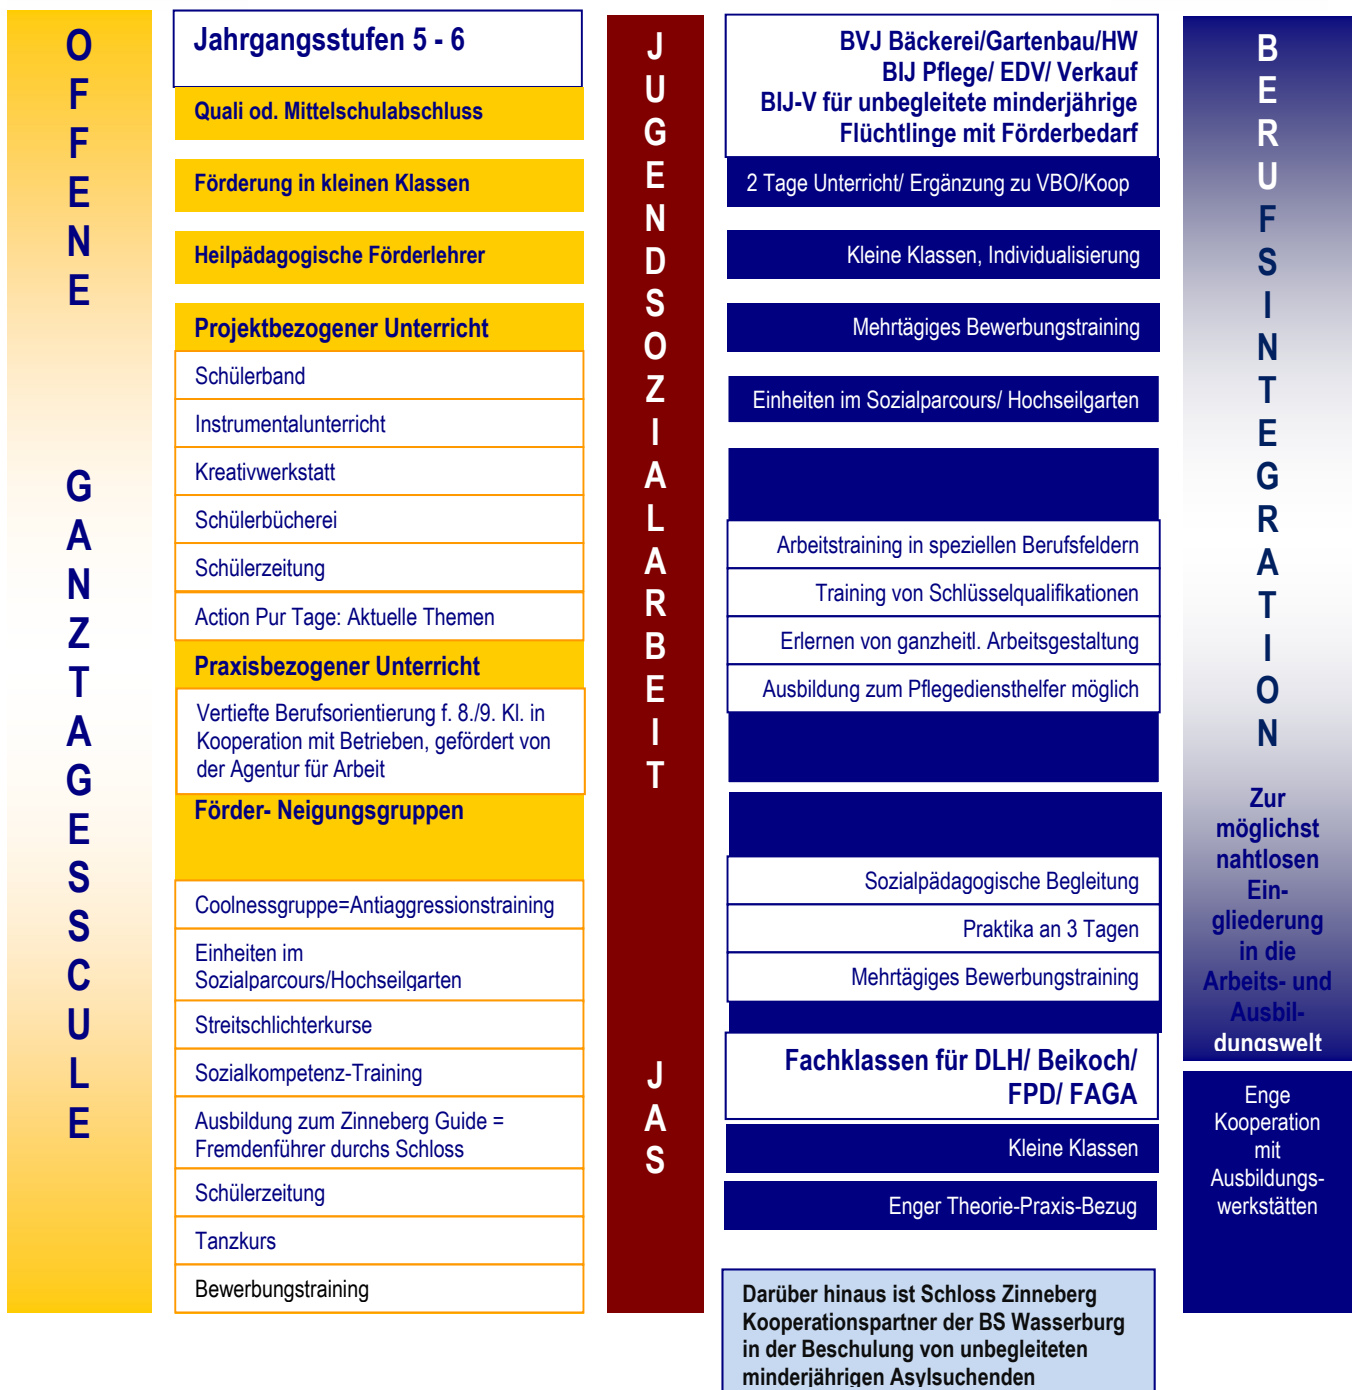 OFFENE GANZTAGESSCULE
Jahrgangsstufen 5 - 6
Quali od. Mittelschulabschluss
Förderung in kleinen Klassen
Heilpädagogische Förderlehrer
Projektbezogener Unterricht
Schülerband
Instrumentalunterricht
Kreativwerkstatt
Schülerbücherei
Schülerzeitung
Action Pur Tage: Aktuelle Themen
Praxisbezogener Unterricht
Vertiefte Berufsorientierung f. 8./9. Kl. in
Kooperation mit Betrieben, gefördert von
der Agentur für Arbeit
Förder- Neigungsgruppen
Coolnessgruppe=Antiaggressionstraining
Einheiten im
Sozialparcours/Hochseilgarten
Streitschlichterkurse
Sozialkompetenz-Training
Ausbildung zum Zinneberg Guide =
Fremdenführer durchs Schloss
Schülerzeitung
Tanzkurs
Bewerbungstraining
JUGENDSOZIALARBEIT
JAS
BVJ Bäckerei/Gartenbau/HW
BIJ Pflege/ EDV/ Verkauf
BIJ-V für unbegleitete minderjährige
Flüchtlinge mit Förderbedarf
2 Tage Unterricht/ Ergänzung zu VBO/Koop
Kleine Klassen, Individualisierung
Mehrtägiges Bewerbungstraining
Einheiten im Sozialparcours/ Hochseilgarten
Arbeitstraining in speziellen Berufsfeldern
Training von Schlüsselqualifikationen
Erlernen von ganzheitl. Arbeitsgestaltung
Ausbildung zum Pflegediensthelfer möglich
Sozialpädagogische Begleitung
Praktika an 3 Tagen
Mehrtägiges Bewerbungstraining
Fachklassen für DLH/ Beikoch/
FPD/ FAGA
Kleine Klassen
Enger Theorie-Praxis-Bezug
Darüber hinaus ist Schloss Zinneberg
Kooperationspartner der BS Wasserburg
in der Beschulung von unbegleiteten
minderjährigen Asylsuchenden
BERUFSINTEGRATION
Zur
möglichst
nahtlosen
Ein-
gliederung
in die
Arbeits- und
Ausbil-
dungswelt
Enge
Kooperation
mit
Ausbildungs-
werkstätten